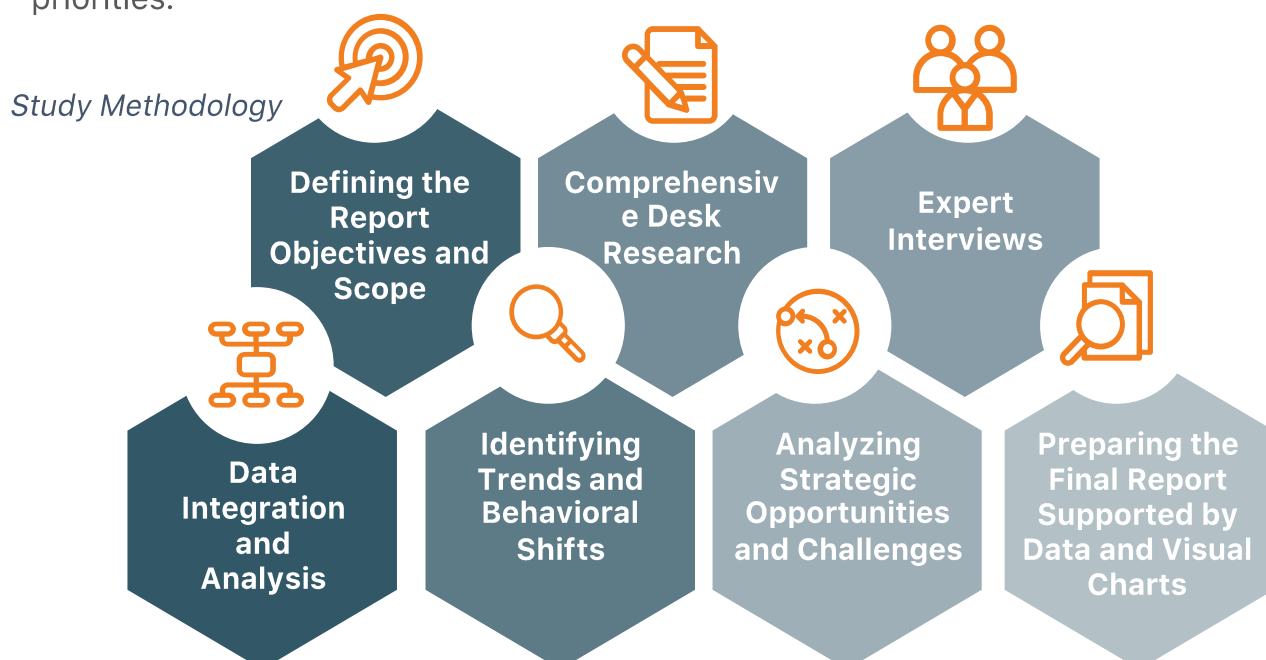 priorities.
Study Methodology
Defining the
Report
Objectives and
Scope
Comprehensiv
e Desk
Research
Expert
Interviews
Data
Integration
and
Analysis
Identifying
Trends and
Behavioral
Shifts
Analyzing
Strategic
Opportunities
and Challenges
Preparing the
Final Report
Supported by
Data and Visual
Charts